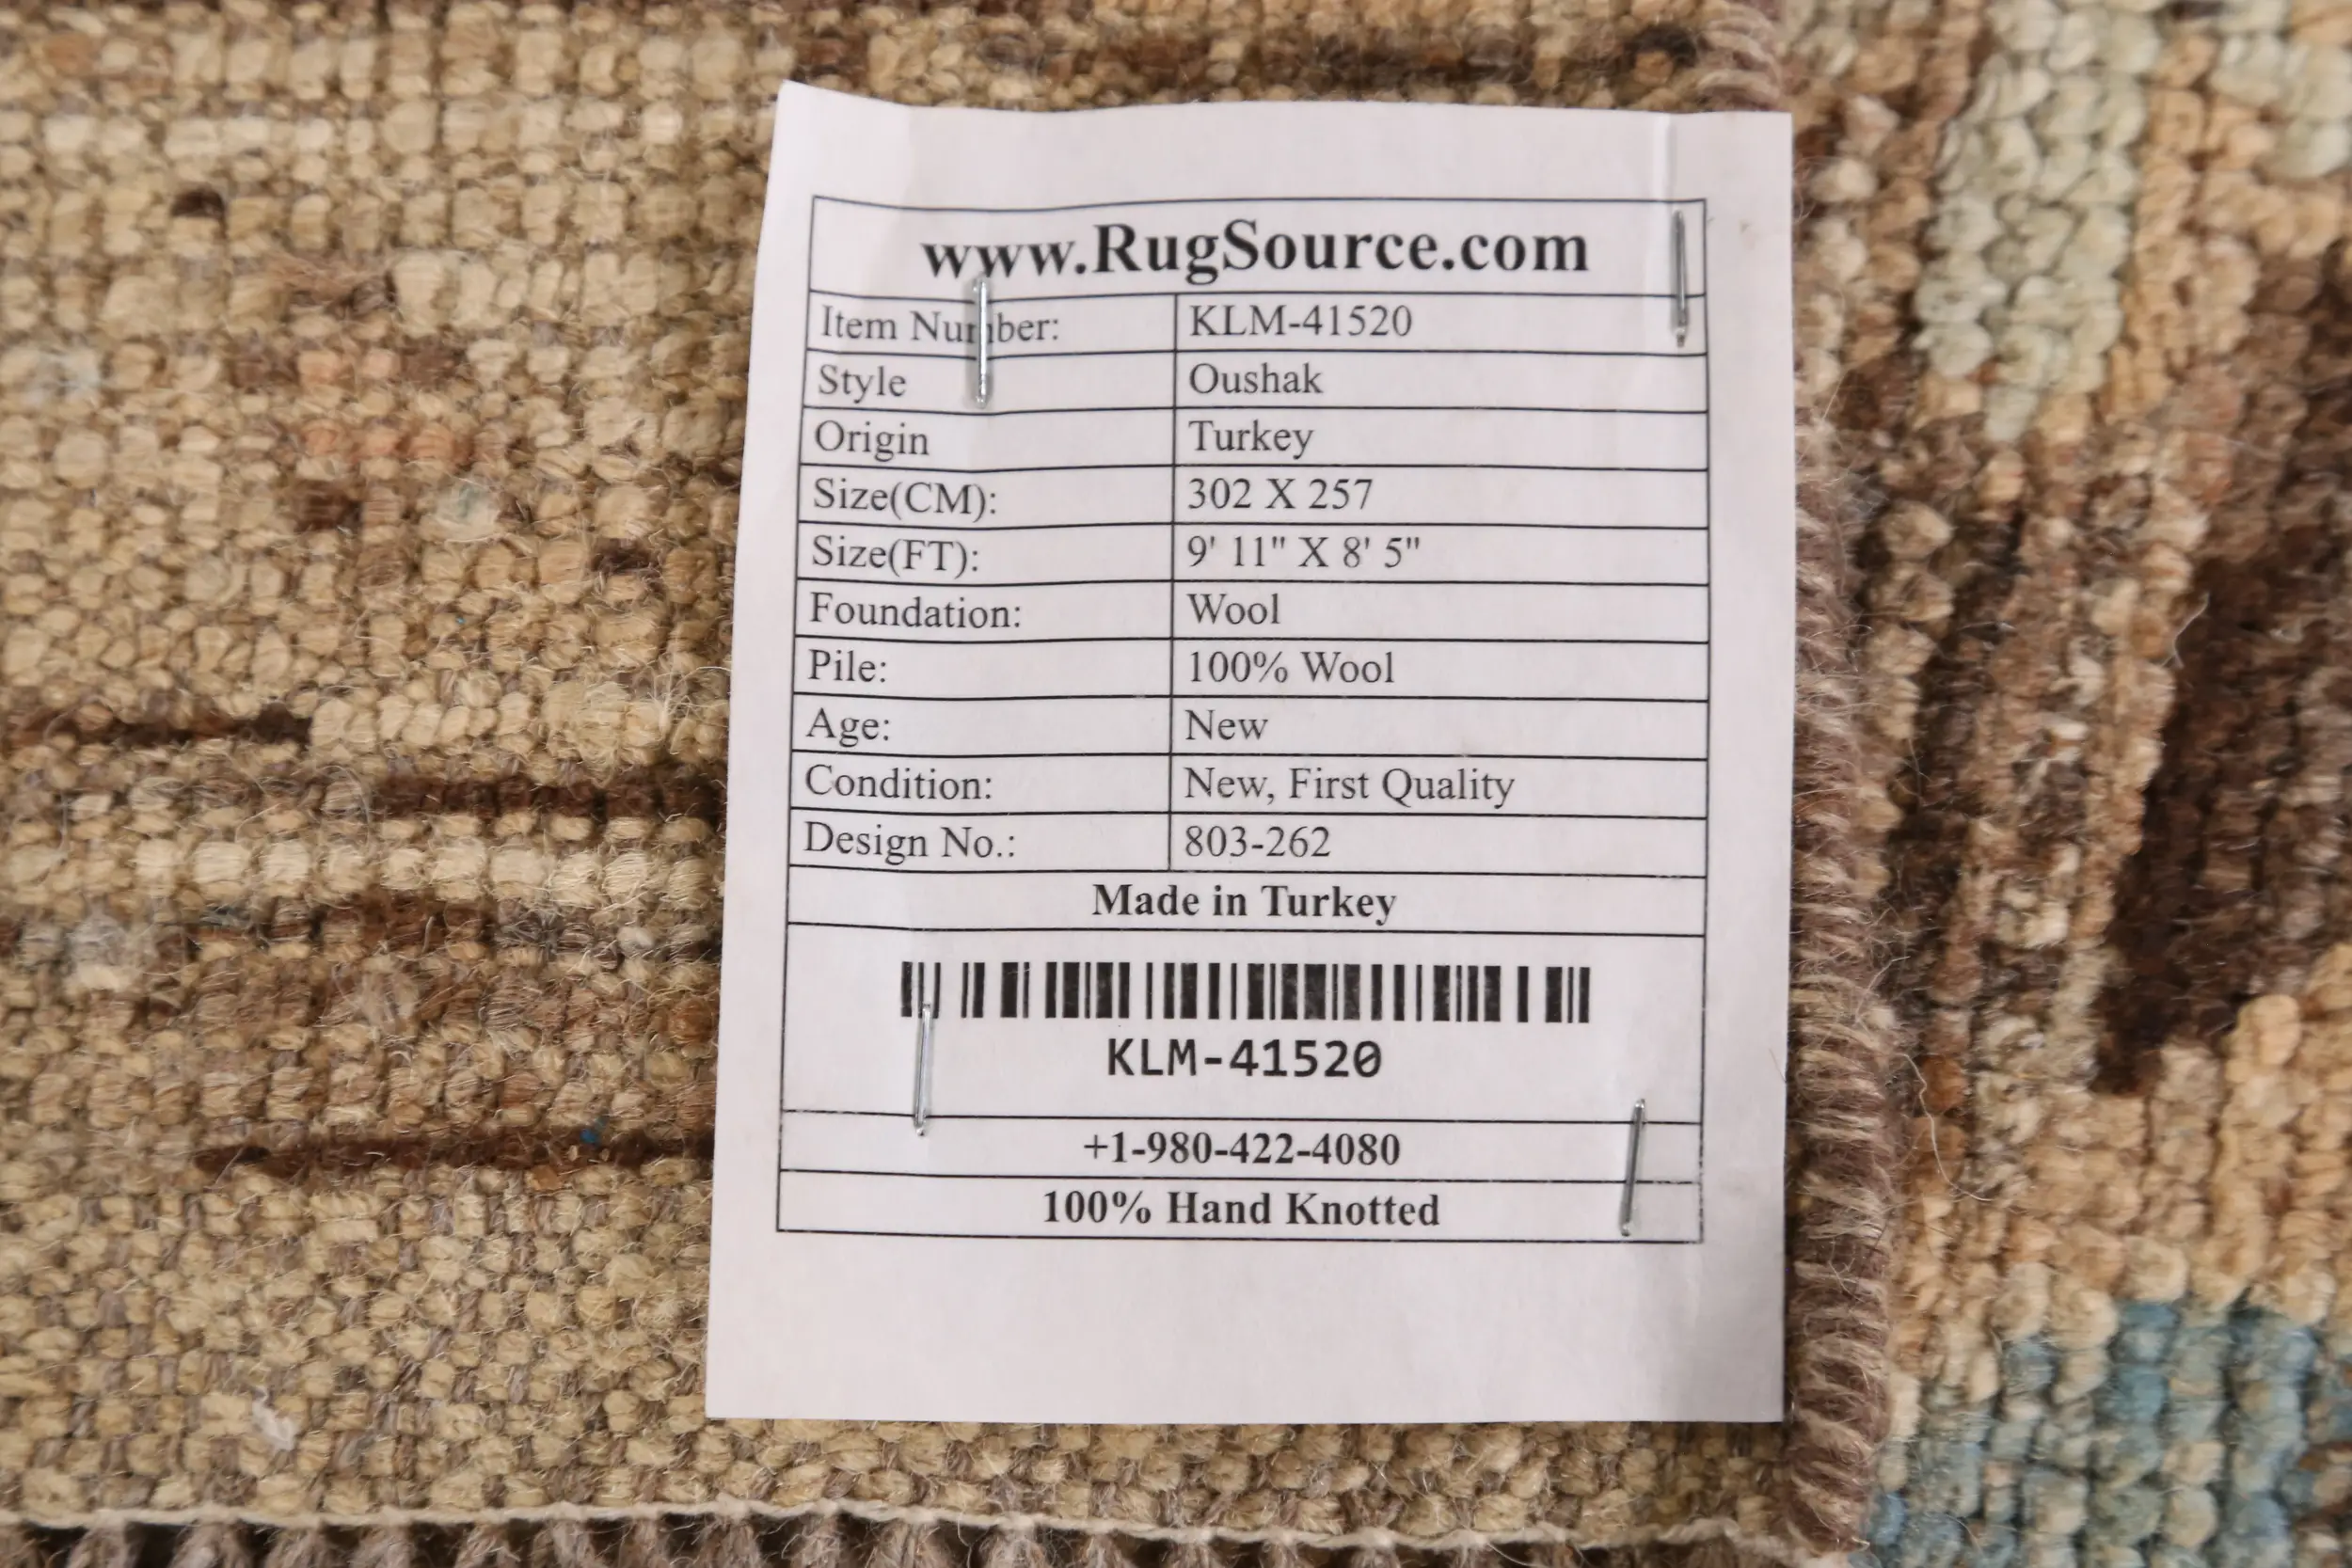 www.RugSource.com
Item Number: KLM-41520
Style Oushak
Origin Turkey
Size(CM): 302 X 257
Size(FT): 9' 11" X 8' 5"
Foundation: Wool
Pile: 100% Wool
Age: New
Condition: New, First Quality
Design No.: 803-262
Made in Turkey
KLM-41520
+1-980-422-4080
100% Hand Knotted